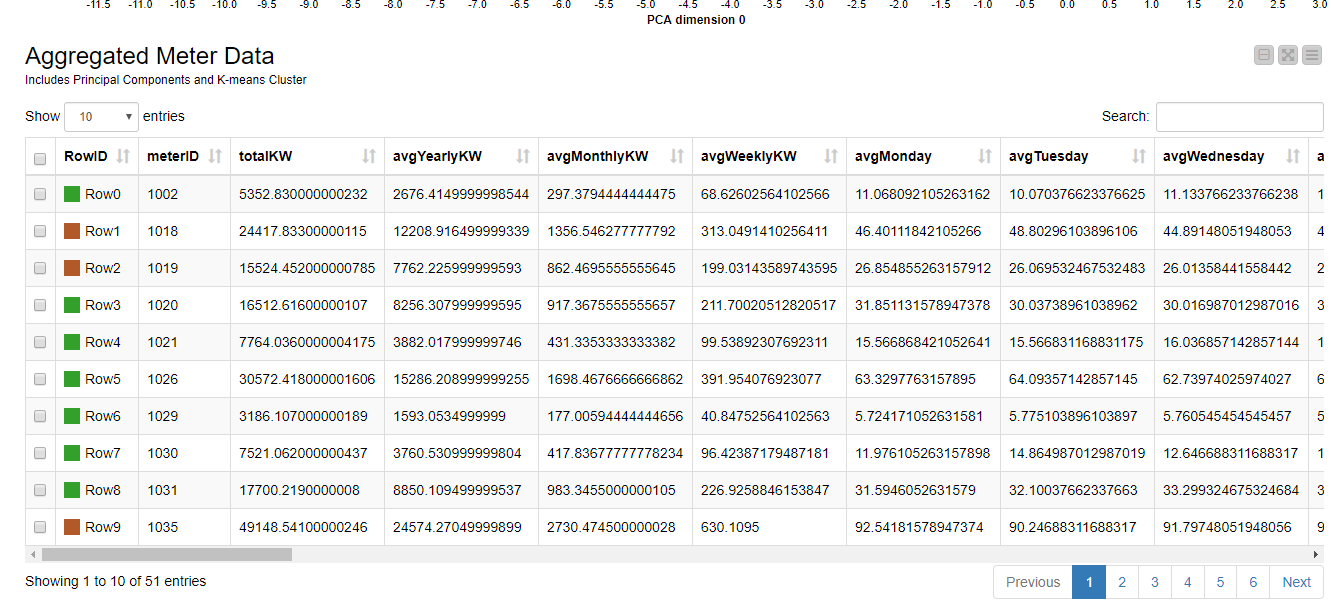 -11.5 -11.0 -10.5 -10.0 -9.5 -9.0 -8.5 -8.0 -7.5 -7.0 -6.5 -6.0 -5.5 -5.0 -4.5 -4.0 -3.5 -3.0 -2.5 -2.0 -1.5 -1.0 -0.5 0.0 0.5 1.0 1.5 2.0 2.5 3.0
PCA dimension 0
Aggregated Meter Data
Includes Principal Components and K-means Cluster
Show 10 entries Search:
RowID meterID totalKW avgYearlyKW avgMonthlyKW avgWeeklyKW avgMonday avgTuesday avgWednesday a
Row0 1002 5352.830000000232 2676.4149999998544 297.3794444444475 68.62602564102566 11.068092105263162 10.070376623376625 11.133766233766238 1
Row1 1018 24417.83300000115 12208.916499999339 1356.546277777792 313.0491410256411 46.40111842105266 48.80296103896106 44.89148051948053 4
Row2 1019 15524.452000000785 7762.225999999593 862.4695555555645 199.03143589743595 26.854855263157912 26.069532467532483 26.01358441558442 2
Row3 1020 16512.61600000107 8256.307999999595 917.3675555555657 211.70020512820517 31.851131578947378 30.03738961038962 30.016987012987016 3
Row4 1021 7764.0360000004175 3882.017999999746 431.3353333333382 99.53892307692311 15.566868421052641 15.566831168831175 16.036857142857144 1
Row5 1026 30572.418000001606 15286.208999999255 1698.4676666666862 391.954076923077 63.3297763157895 64.09357142857145 62.73974025974027 6
Row6 1029 3186.107000000189 1593.0534999999 177.00594444444656 40.84752564102563 5.724171052631581 5.775103896103897 5.760545454545457 5
Row7 1030 7521.062000000437 3760.530999999804 417.83677777778234 96.42387179487181 11.976105263157898 14.864987012987019 12.646688311688317 1
Row8 1031 17700.2190000008 8850.109499999537 983.3455000000105 226.9258846153847 31.5946052631579 32.10037662337663 33.299324675324684 3
Row9 1035 49148.54100000246 24574.27049999899 2730.474500000028 630.1095 92.54181578947374 90.24688311688317 91.79748051948056 9
Showing 1 to 10 of 51 entries Previous 1 2 3 4 5 6 Next